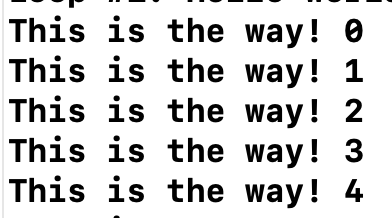 This is the way! 0
This is the way! 1
This is the way! 2
This is the way! 3
This is the way! 4